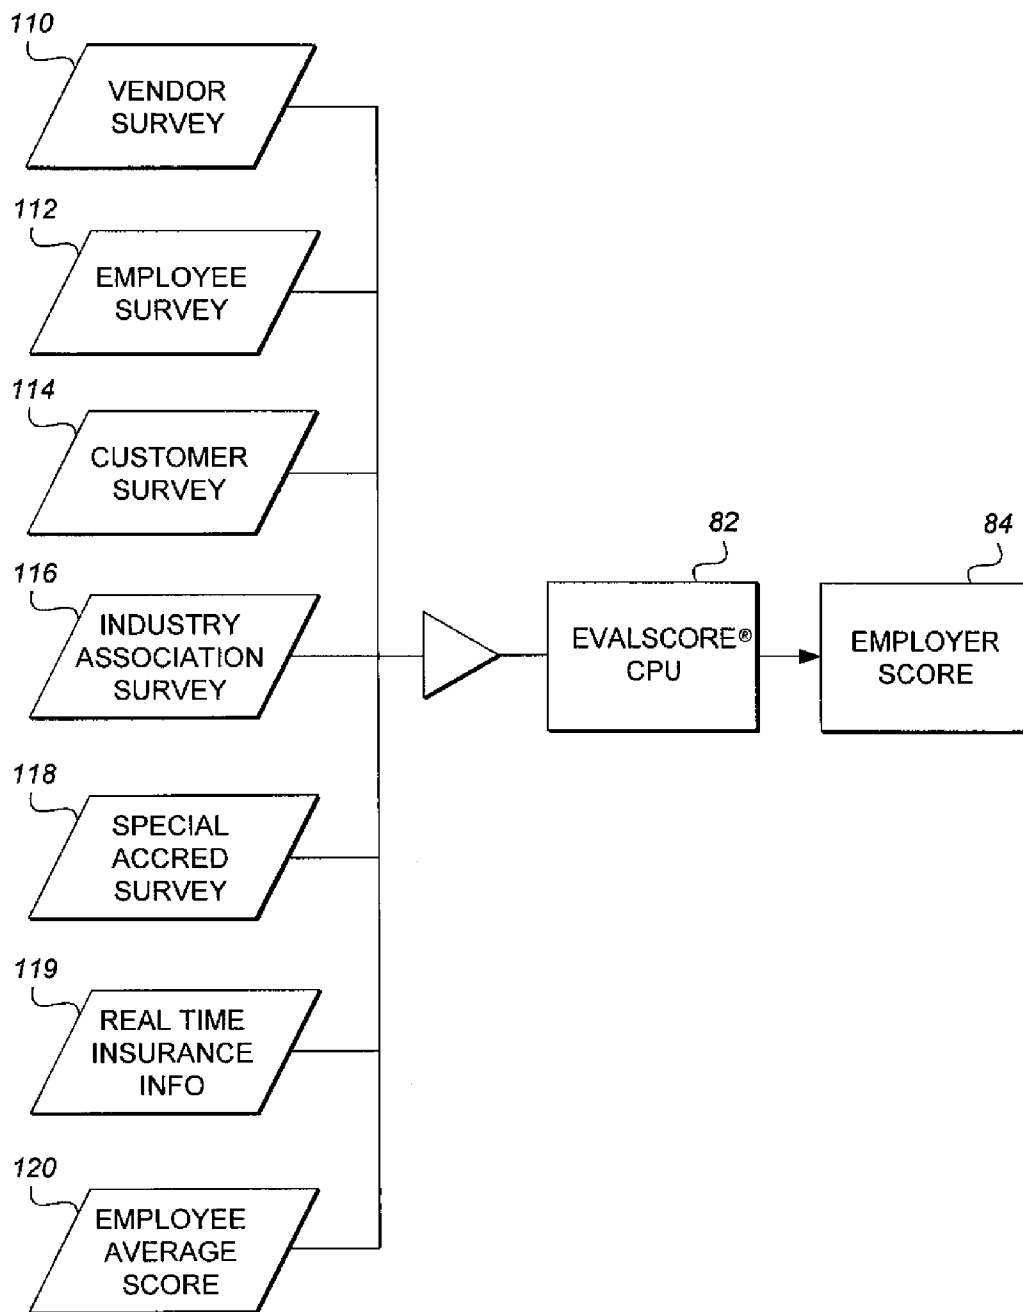 110
VENDOR
SURVEY
112
EMPLOYEE
SURVEY
114
CUSTOMER
SURVEY
116
INDUSTRY
ASSOCIATION
SURVEY
118
SPECIAL
ACCRED
SURVEY
119
REAL TIME
INSURANCE
INFO
120
EMPLOYEE
AVERAGE
SCORE
82
EVALSCORE®
CPU
84
EMPLOYER
SCORE